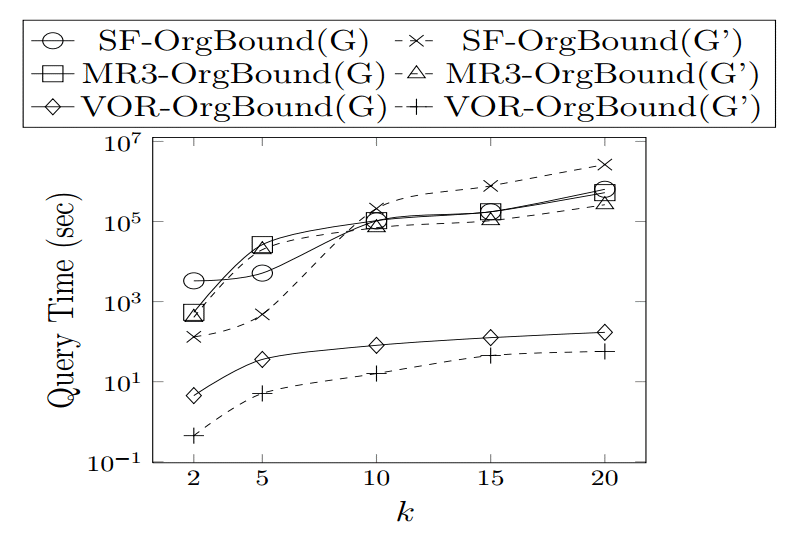 SF-OrgBound(G) SF-OrgBound(G')
MR3-OrgBound(G) MR3-OrgBound(G')
VOR-OrgBound(G) VOR-OrgBound(G')
10^7
10^5
10^3
10^1
10^−1
Query Time (sec)
2 5 10 15 20
k